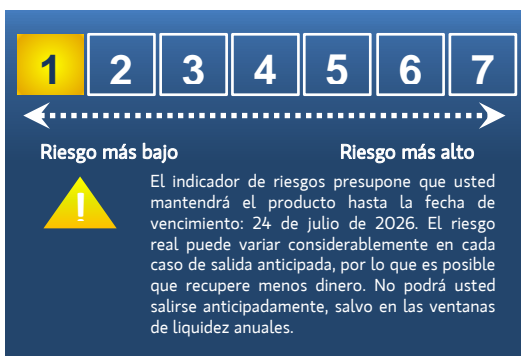 1 2 3 4 5 6 7
Riesgo más bajo Riesgo más alto
!
El indicador de riesgos presupone que usted
mantendrá el producto hasta la fecha de
vencimiento: 24 de julio de 2026. El riesgo
real puede variar considerablemente en cada
caso de salida anticipada, por lo que es posible
que recupere menos dinero. No podrá usted
salirse anticipadamente, salvo en las ventanas
de liquidez anuales.